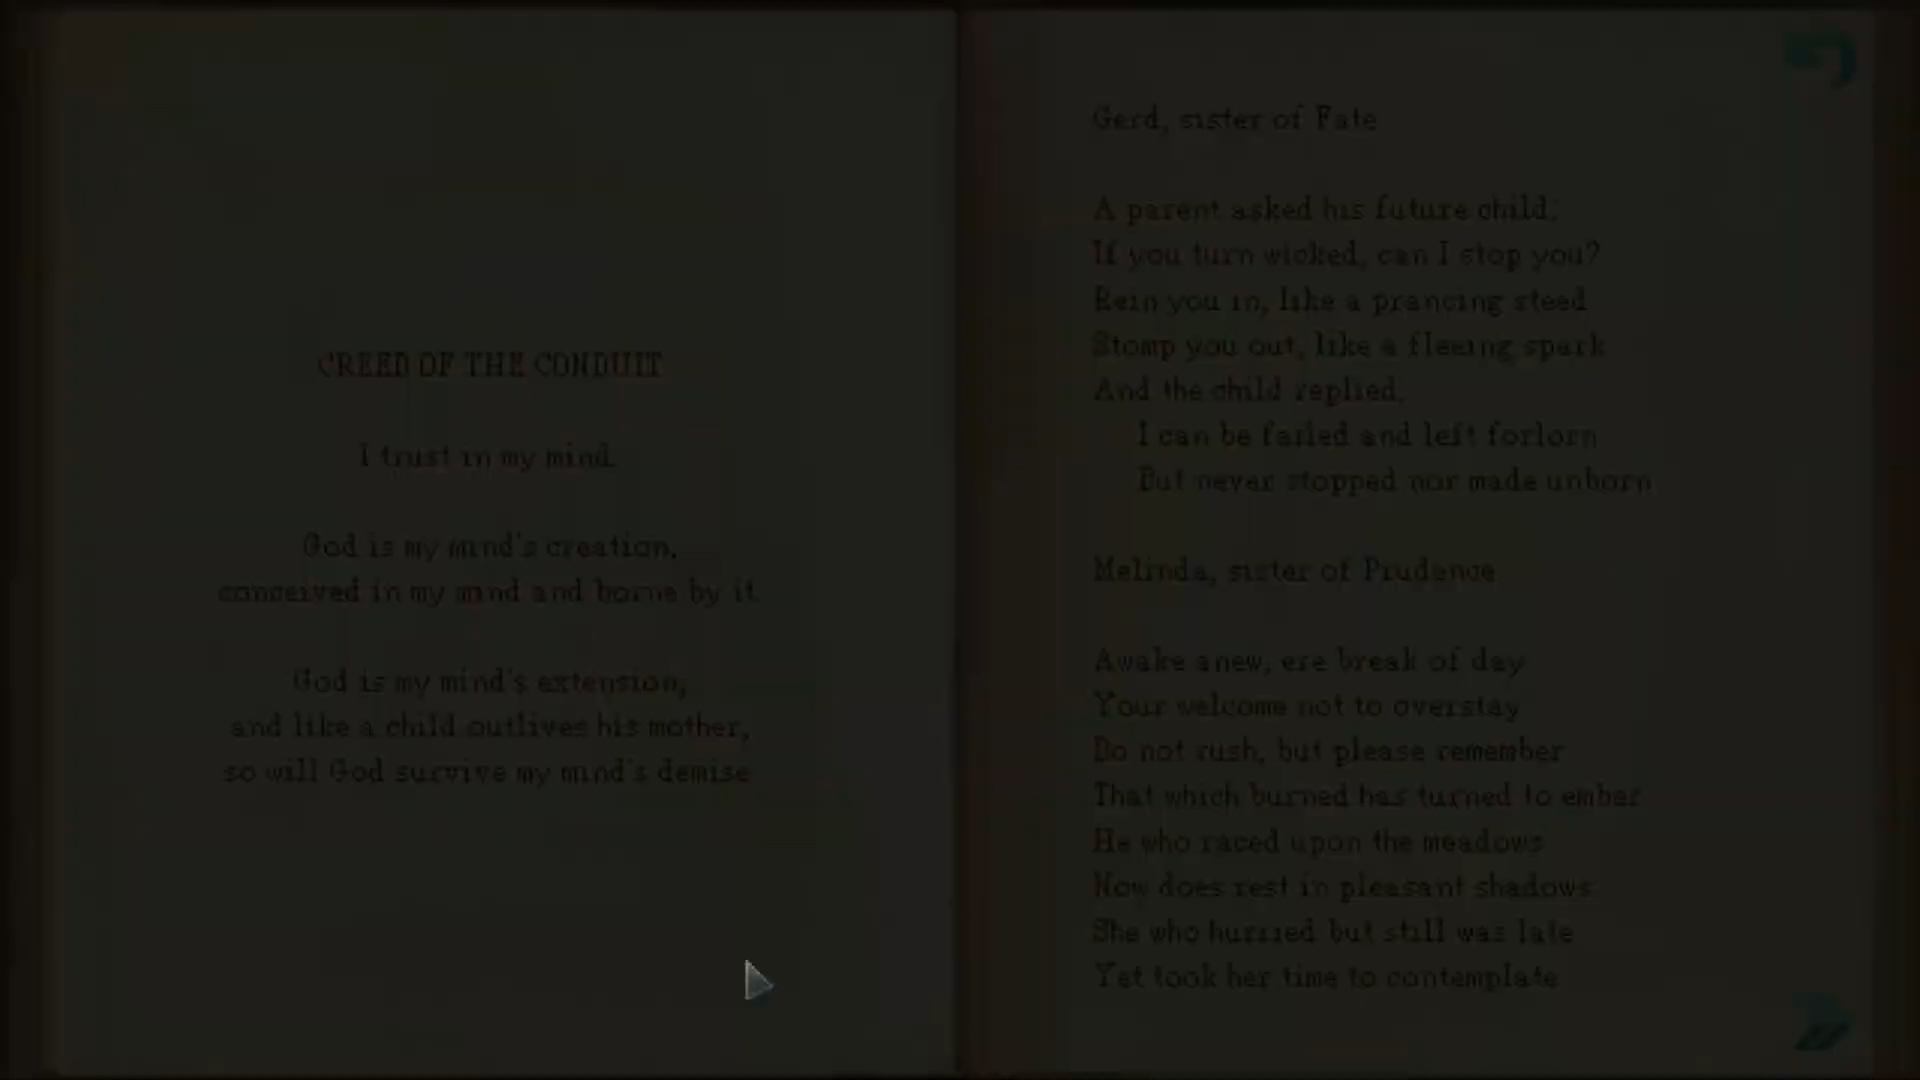 CREED OF THE CONDUIT
I trust in my mind.
God is my mind's creation,
conceived in my mind and borne by it.
God is my mind's extension,
and like a child outlives his mother,
so will God survive my mind's demise
Gerd, sister of Fate
A parent asked his future child:
If you turn wicked, can I stop you?
Rein you in, like a prancing steed
Stomp you out, like a fleeing spark
And the child replied:
I can be failed and left forlorn
But never stopped nor made unborn
Melinda, sister of Prudence
Awake anew, ere break of day
Your welcome not to overstay
Do not rush, but please remember
That which burned has turned to ember
He who raced upon the meadows
Now does rest in pleasant shadows
She who hurried but still was late
Yet took her time to contemplate